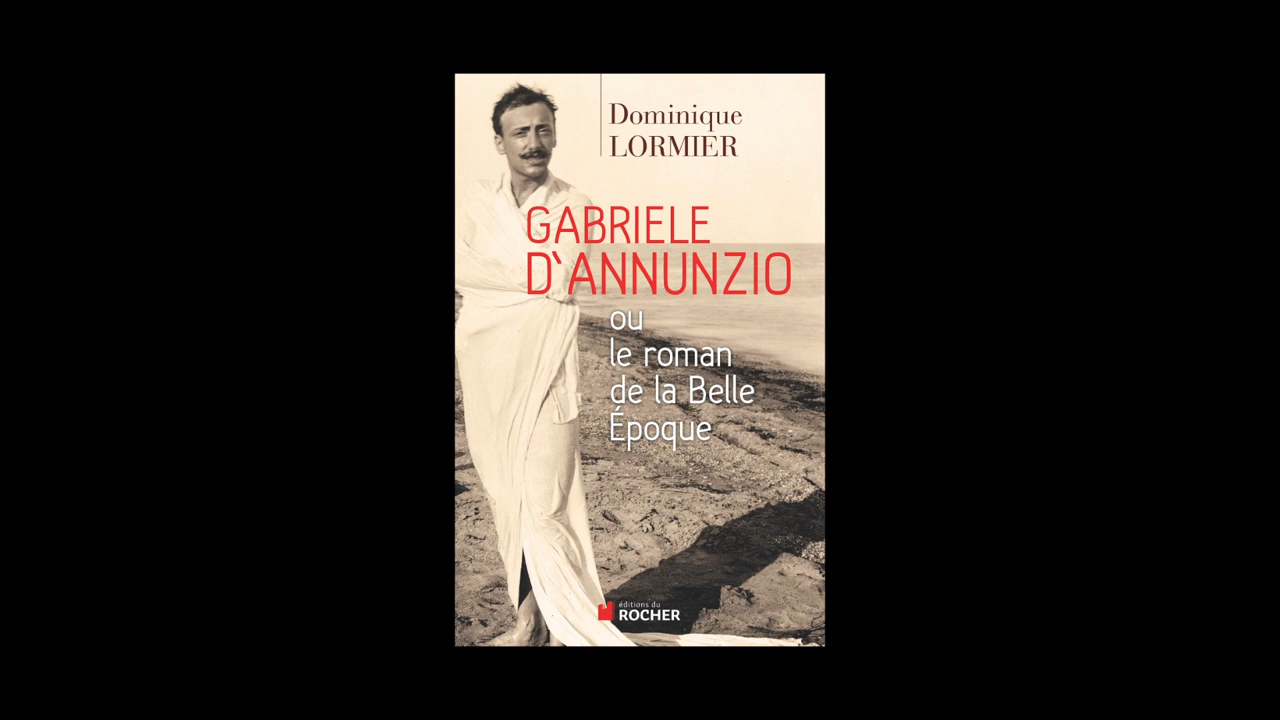 Dominique
LORMIER
GABRIELE
D'ANNUNZIO
ou
le roman
de la Belle
Époque
éditions du
ROCHER